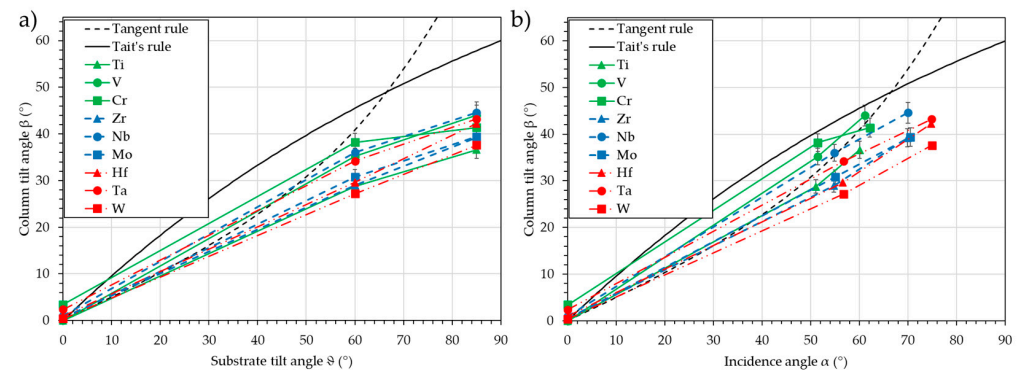 a)
Column tilt angle β (°)
60
50
40
30
20
10
0
Tangent rule
Tait's rule
Ti
V
Cr
Zr
Nb
Mo
Hf
Ta
W
0 10 20 30 40 50 60 70 80 90
Substrate tilt angle ϑ (°)
b)
Column tilt angle β (°)
60
50
40
30
20
10
0
Tangent rule
Tait's rule
Ti
V
Cr
Zr
Nb
Mo
Hf
Ta
W
0 10 20 30 40 50 60 70 80 90
Incidence angle α (°)